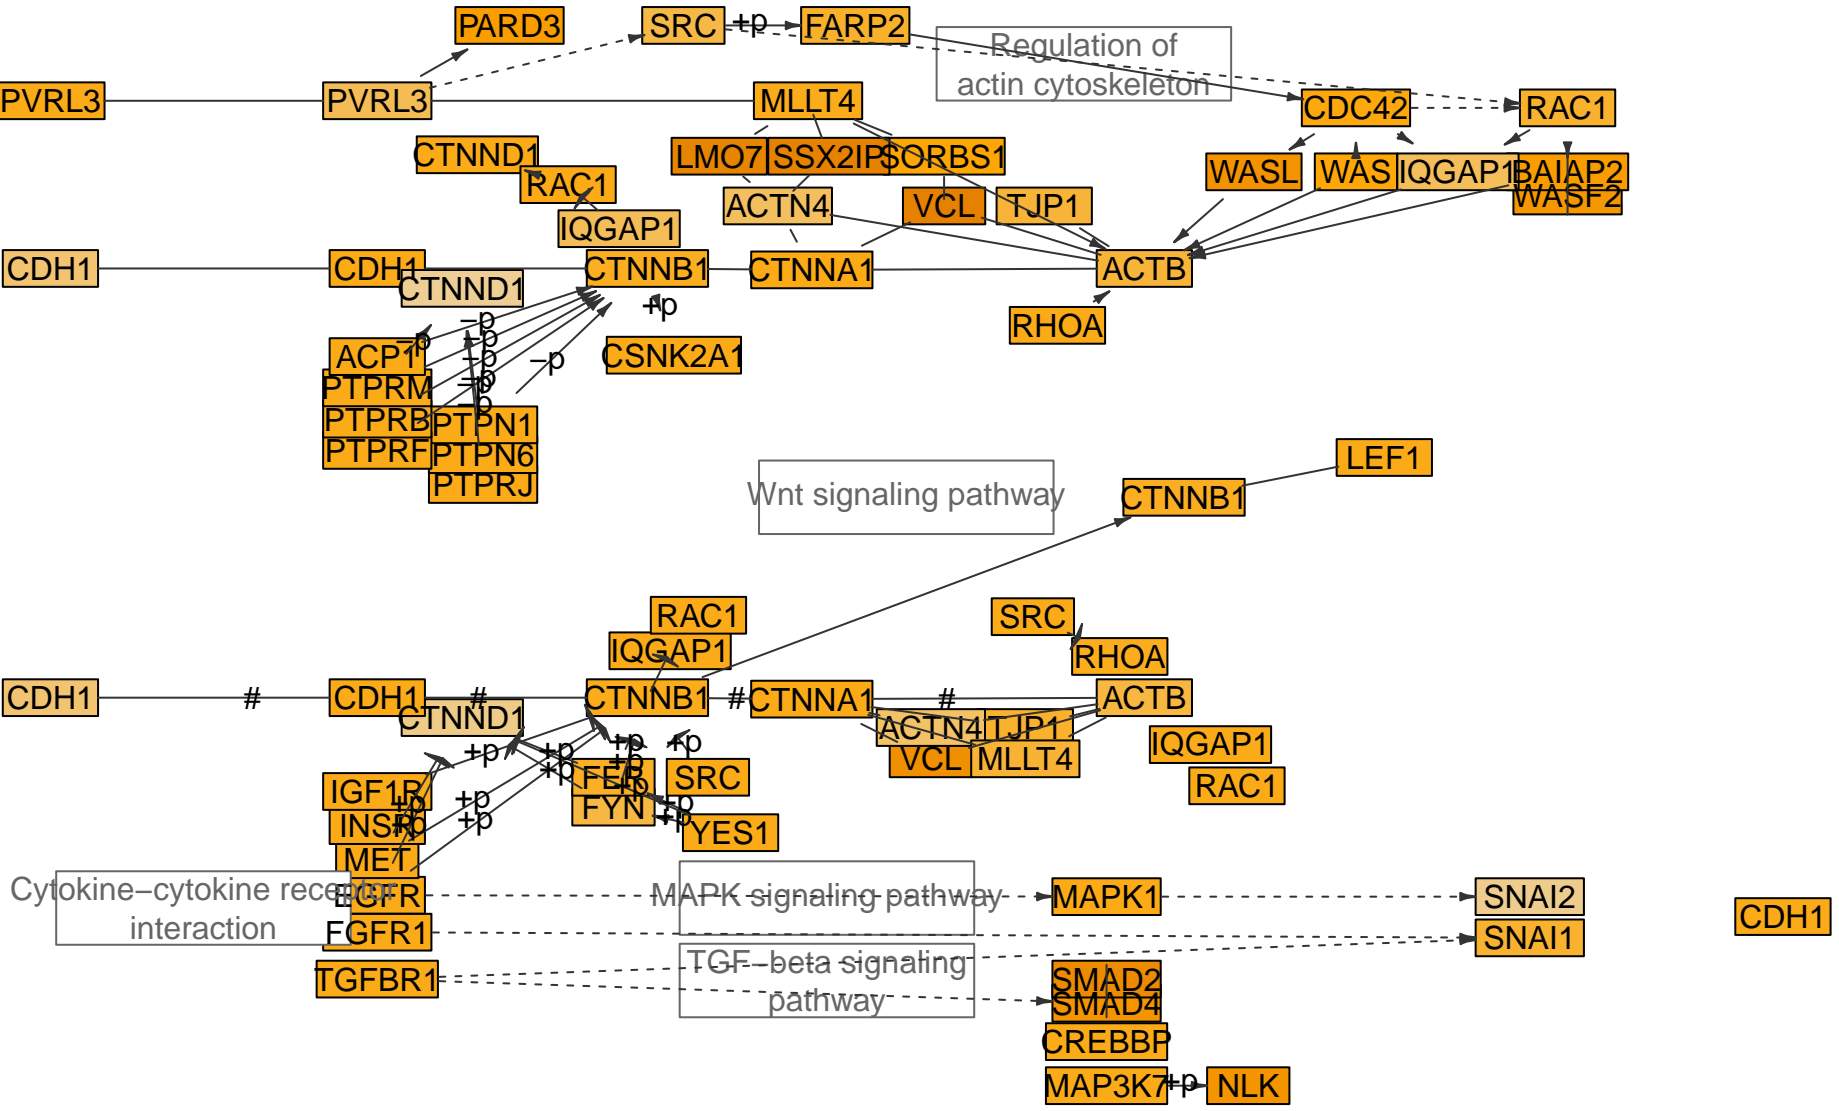 PARD3
SRC
+p
FARP2
Regulation of
actin cytoskeleton
PVRL3
PVRL3
MLLT4
CDC42
RAC1
CTNND1
LMO7
SSX2IP
SORBS1
RAC1
WASL
WAS
IQGAP1
BAIAP2
WASF2
ACTN4
VCL
TJP1
IQGAP1
CDH1
CDH1
CTNND1
CTNNB1
CTNNA1
ACTB
+p
RHOA
−p
−p
−p
−p
−p
−p
−p
−p
ACP1
CSNK2A1
PTPRM
PTPRB
PTPN1
PTPRF
PTPN6
PTPRJ
LEF1
Wnt signaling pathway
CTNNB1
RAC1
SRC
IQGAP1
RHOA
CDH1
#
CDH1
#
CTNND1
CTNNB1
#
CTNNA1
#
ACTB
ACTN4
TJP1
VCL
MLLT4
IQGAP1
RAC1
+p
+p
+p
+p
+p
+p
+p
FER
SRC
FYN
+p
+p
YES1
IGF1R
+p
+p
INSR
+p
+p
MET
Cytokine−cytokine receptor
interaction
EGFR
MAPK signaling pathway
MAPK1
SNAI2
CDH1
FGFR1
SNAI1
TGFBR1
TGF−beta signaling
pathway
SMAD2
SMAD4
CREBBP
MAP3K7
+p
NLK